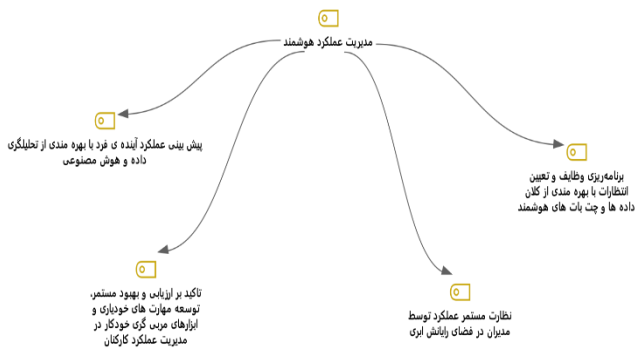 مدیریت عملکرد هوشمند
پیش بینی عملکرد آینده ی فرد با بهره مندی از تحلیلگری
داده و هوش مصنوعی
برنامه‌ریزی وظایف و تعیین
انتظارات با بهره مندی از کلان
داده ها و چت بات های هوشمند
تاکید بر ارزیابی و بهبود مستمر،
توسعه مهارت های خودیاری و
ابزارهای مربی گری خودکار در
مدیریت عملکرد کارکنان
نظارت مستمر عملکرد توسط
مدیران در فضای رایانش ابری